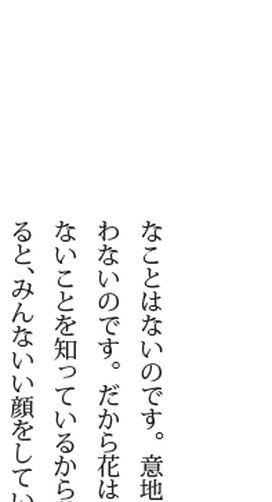 なことはないのです。意地
わないのです。だから花は
ないことを知っているから
ると、みんないい顔をしてい